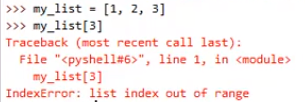 >>> my_list = [1, 2, 3]
>>> my_list[3]
Traceback (most recent call last):
  File "<pyshell#6>", line 1, in <module>
    my_list[3]
IndexError: list index out of range